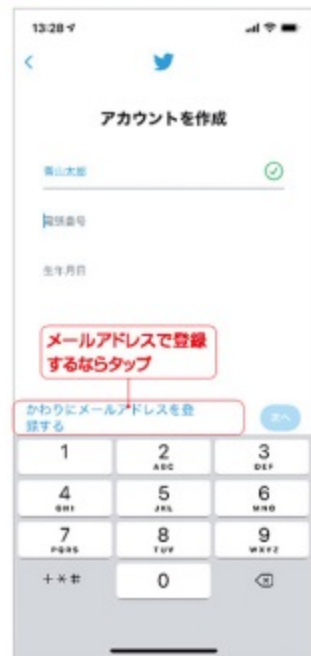 13:28
アカウントを作成
青山太郎
電話番号
生年月日
メールアドレスで登録
するならタップ
かわりにメールアドレスを登
録する
次へ
1
2
ABC
3
DEF
4
GHI
5
JKL
6
MNO
7
PQRS
8
TUV
9
WXYZ
+*#
0